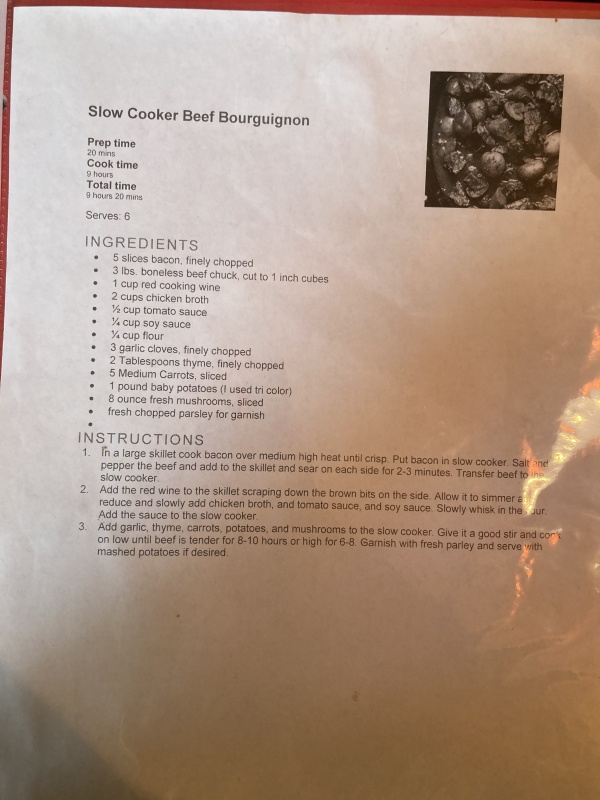 Slow Cooker Beef Bourguignon
Prep time
20 mins
Cook time
9 hours
Total time
9 hours 20 mins
Serves: 6
INGREDIENTS
• 5 slices bacon, finely chopped
• 3 lbs. boneless beef chuck, cut to 1 inch cubes
• 1 cup red cooking wine
• 2 cups chicken broth
• ½ cup tomato sauce
• ¼ cup soy sauce
• ¼ cup flour
• 3 garlic cloves, finely chopped
• 2 Tablespoons thyme, finely chopped
• 5 Medium Carrots, sliced
• 1 pound baby potatoes (I used tri color)
• 8 ounce fresh mushrooms, sliced
• fresh chopped parsley for garnish
•
INSTRUCTIONS
1. In a large skillet cook bacon over medium high heat until crisp. Put bacon in slow cooker. Salt and
pepper the beef and add to the skillet and sear on each side for 2-3 minutes. Transfer beef to the
slow cooker.
2. Add the red wine to the skillet scraping down the brown bits on the side. Allow it to simmer
reduce and slowly add chicken broth, and tomato sauce, and soy sauce. Slowly whisk in the
Add the sauce to the slow cooker.
3. Add garlic, thyme, carrots, potatoes, and mushrooms to the slow cooker. Give it a good stir and cook
on low until beef is tender for 8-10 hours or high for 6-8. Garnish with fresh parley and serve with
mashed potatoes if desired.